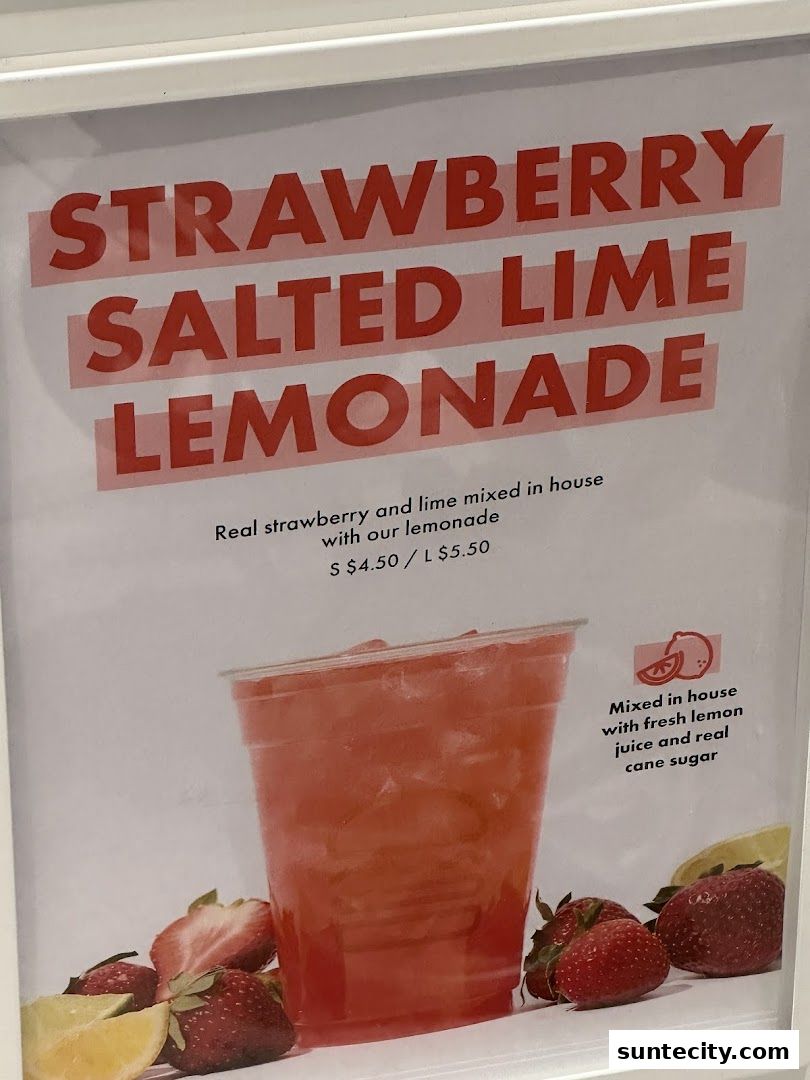 STRAWBERRY
SALTED LIME
LEMONADE
Real strawberry and lime mixed in house
with our lemonade
S $4.50 / L $5.50
Mixed in house
with fresh lemon
juice and real
cane sugar
suntecity.com